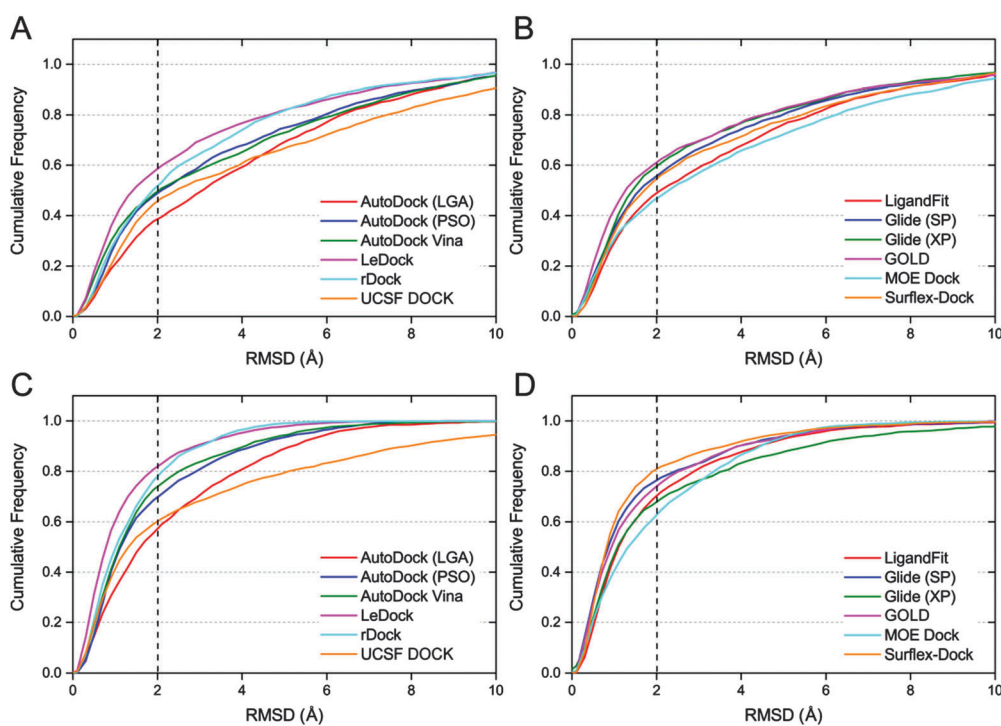 A
Cumulative Frequency
1.0
0.8
0.6
0.4
0.2
0.0
0 2 4 6 8 10
RMSD (Å)
AutoDock (LGA)
AutoDock (PSO)
AutoDock Vina
LeDock
rDock
UCSF DOCK
B
Cumulative Frequency
1.0
0.8
0.6
0.4
0.2
0.0
0 2 4 6 8 10
RMSD (Å)
LigandFit
Glide (SP)
Glide (XP)
GOLD
MOE Dock
Surflex-Dock
C
Cumulative Frequency
1.0
0.8
0.6
0.4
0.2
0.0
0 2 4 6 8 10
RMSD (Å)
AutoDock (LGA)
AutoDock (PSO)
AutoDock Vina
LeDock
rDock
UCSF DOCK
D
Cumulative Frequency
1.0
0.8
0.6
0.4
0.2
0.0
0 2 4 6 8 10
RMSD (Å)
LigandFit
Glide (SP)
Glide (XP)
GOLD
MOE Dock
Surflex-Dock